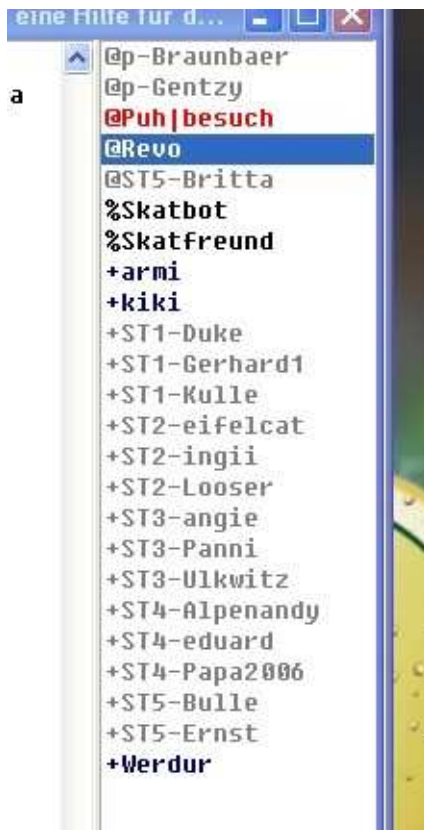 eine Hilfe für d...
a
@p-Braunbaer
@p-Gentzy
@Puh|besuch
@Revo
@ST5-Britta
%Skatbot
%Skatfreund
+armi
+kiki
+ST1-Duke
+ST1-Gerhard1
+ST1-Kulle
+ST2-eifelcat
+ST2-ingii
+ST2-Looser
+ST3-angie
+ST3-Panni
+ST3-Ulkwitz
+ST4-Alpenandy
+ST4-eduard
+ST4-Papa2006
+ST5-Bulle
+ST5-Ernst
+Werdur